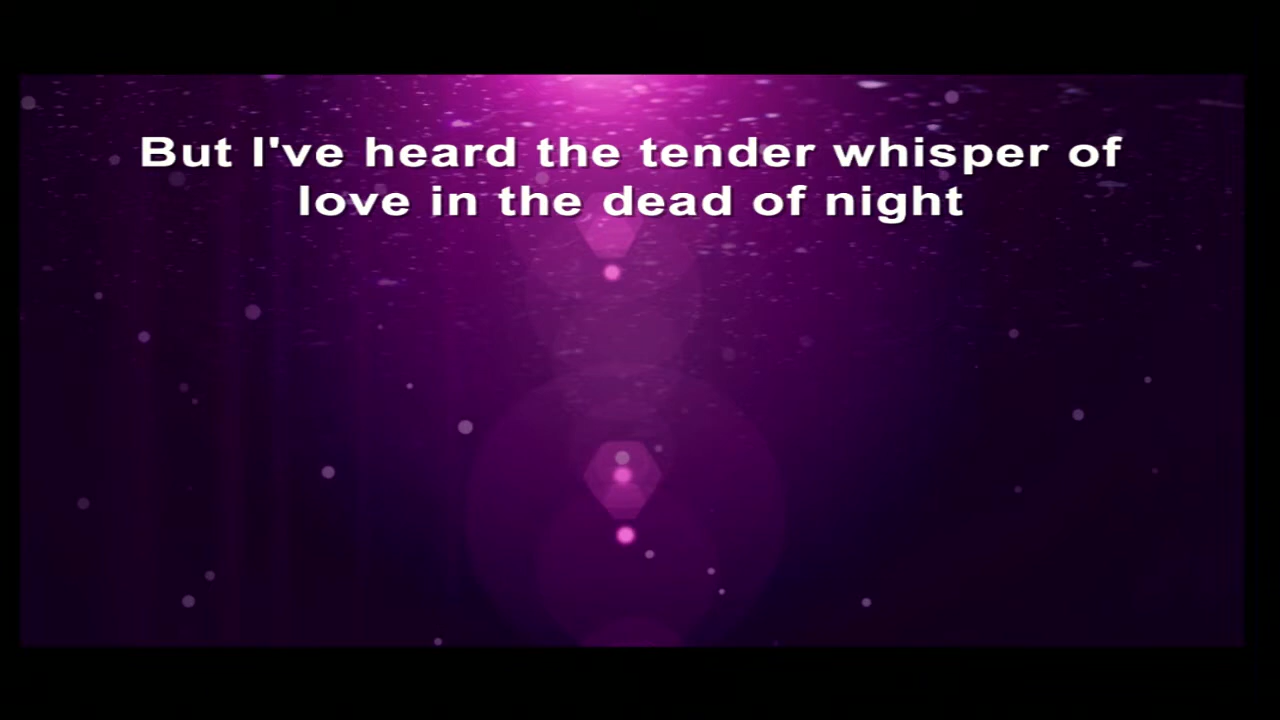 But I've heard the tender whisper of
love in the dead of night